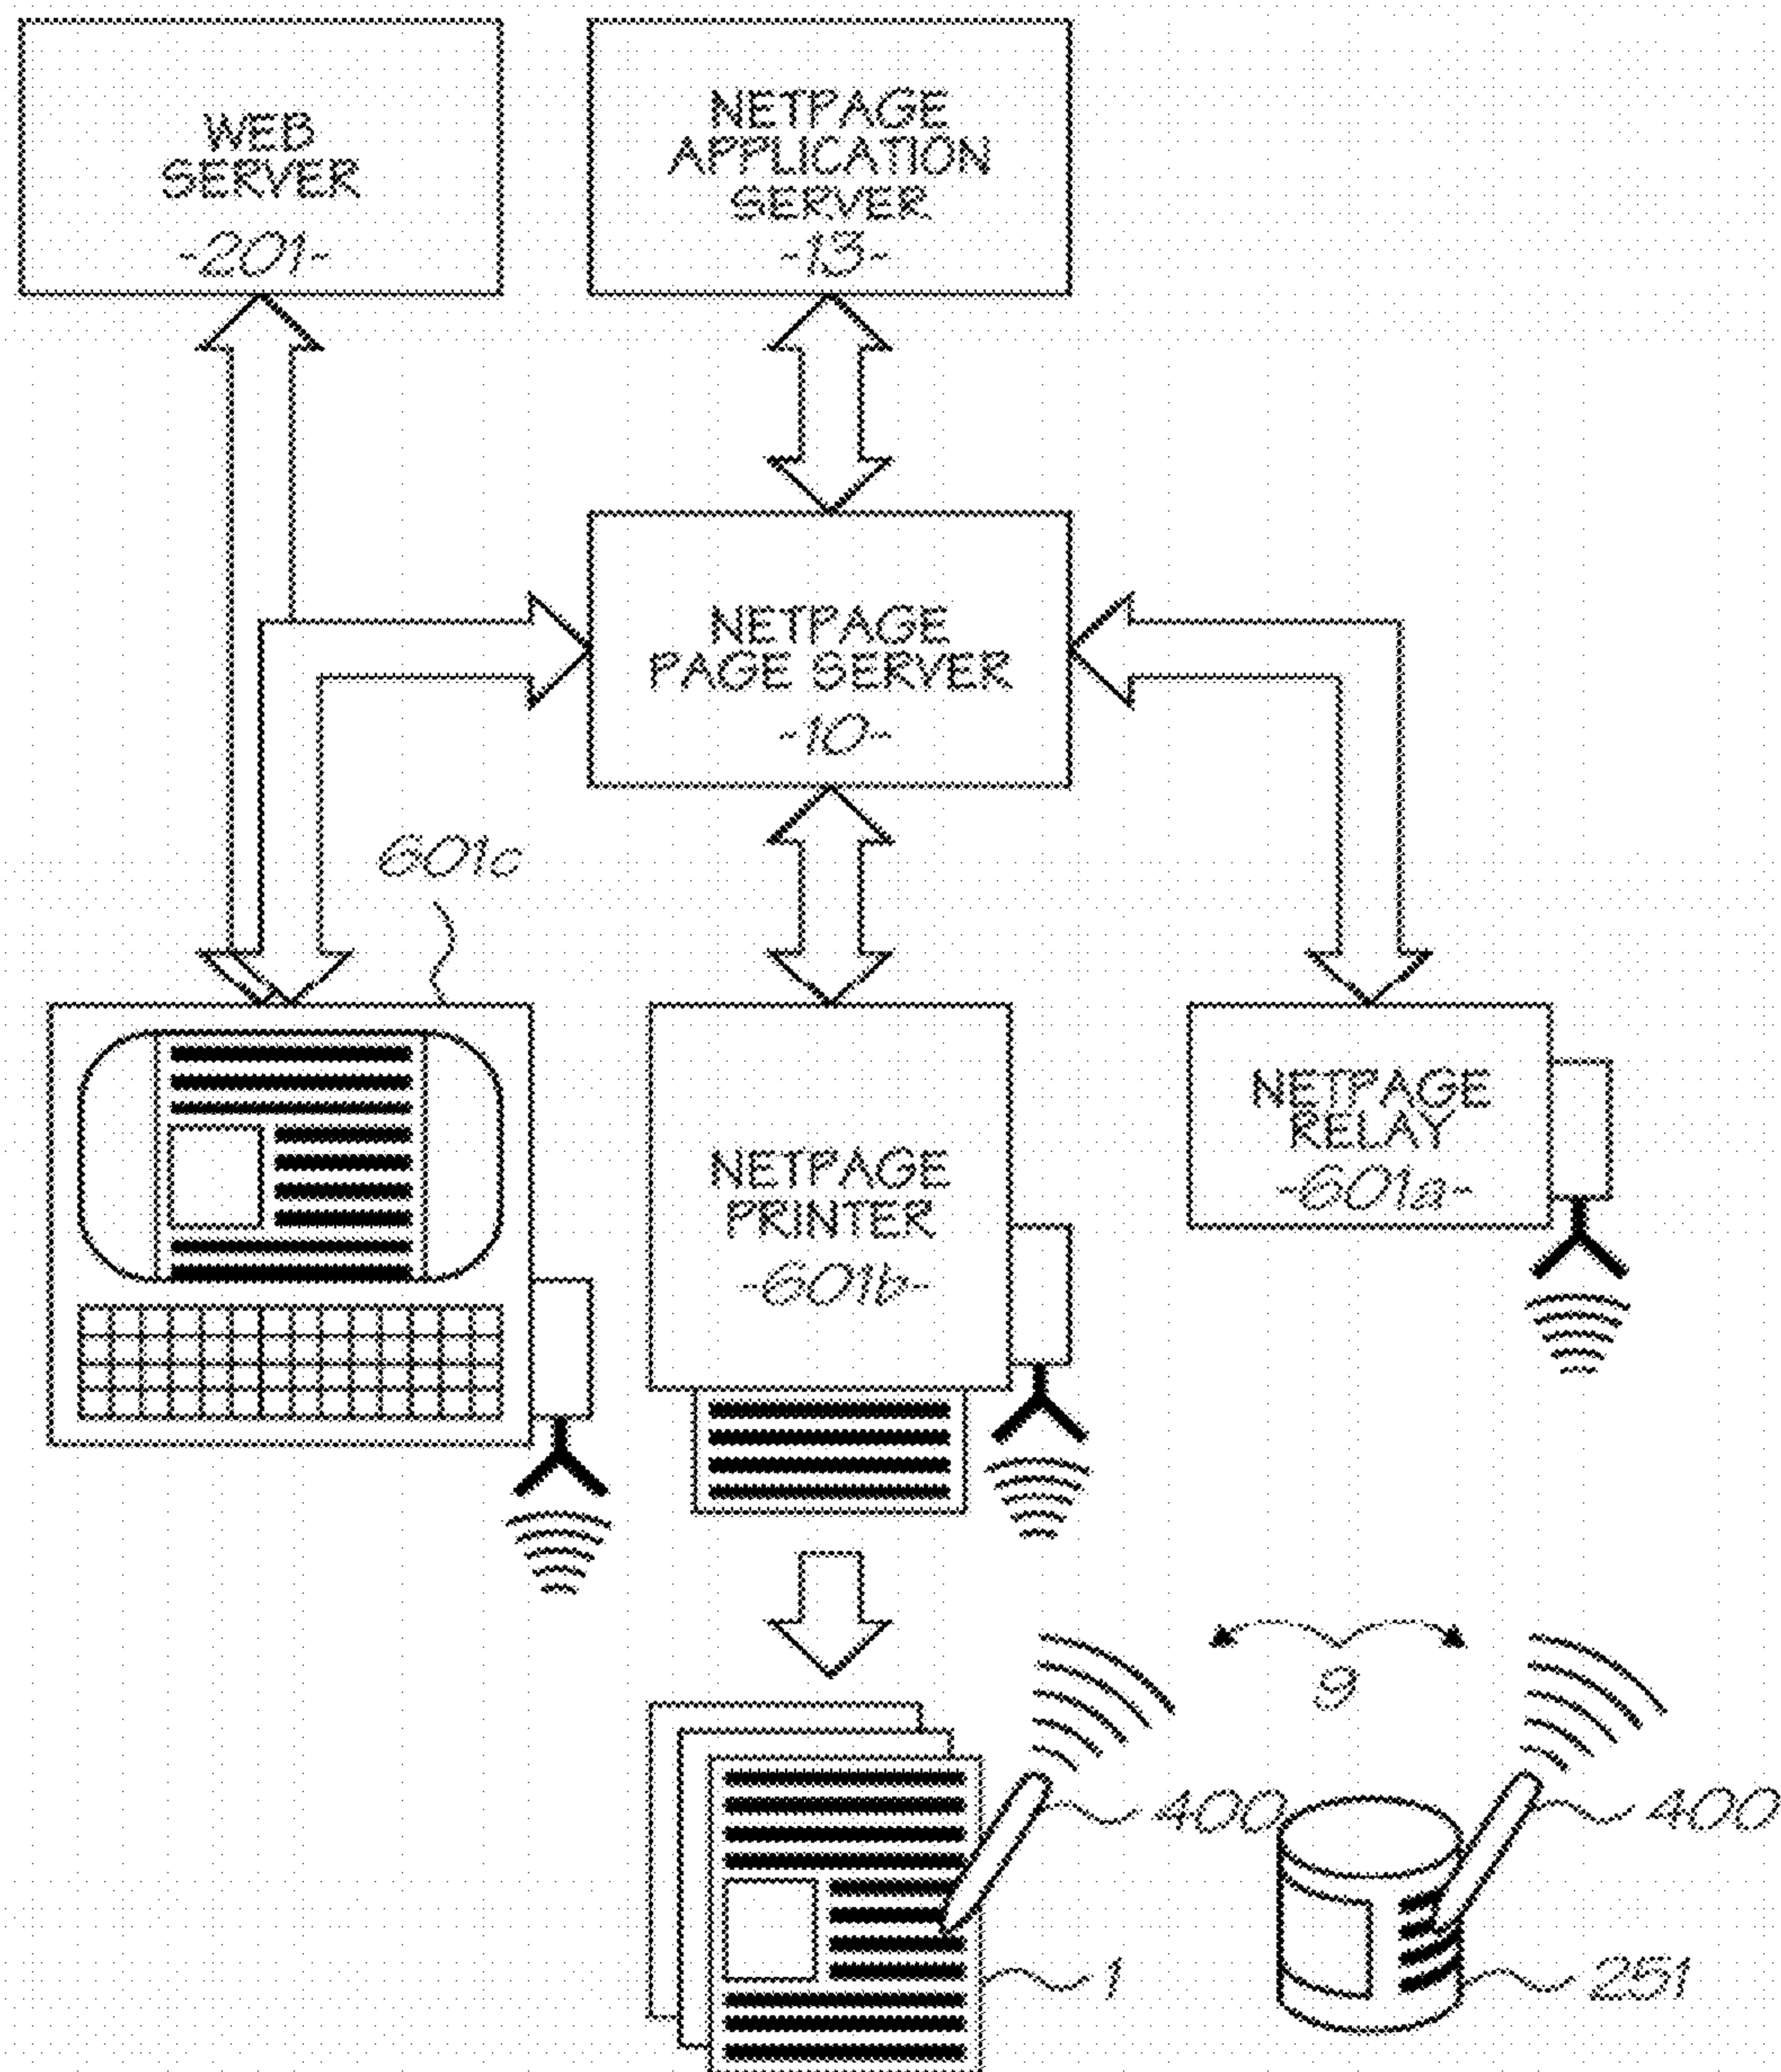 WEB
SERVER
-201-
NETPAGE
APPLICATION
SERVER
-13-
NETPAGE
PAGE SERVER
-10-
601c
NETPAGE
PRINTER
-601b-
NETPAGE
RELAY
-601a-
9
400
400
1
251